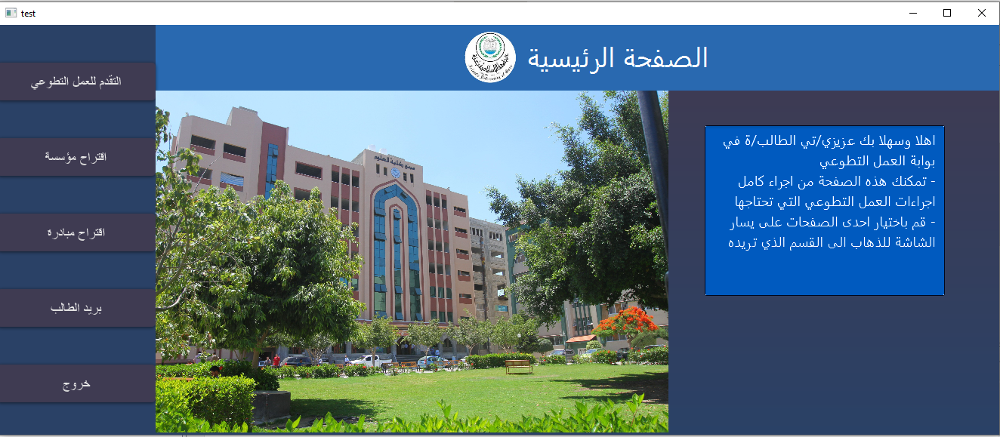 test
الصفحة الرئيسية
التقدم للعمل التطوعي
اقتراح مؤسسة
اقتراح مبادرة
بريد الطالب
خروج
اهلا وسهلا بك عزيزي/تي الطالب/ة في
بوابة العمل التطوعي
- تمكنك هذه الصفحة من اجراء كامل
اجراءات العمل التطوعي التي تحتاجها
- قم باختيار احدى الصفحات على يسار
الشاشة للذهاب الى القسم الذي تريده